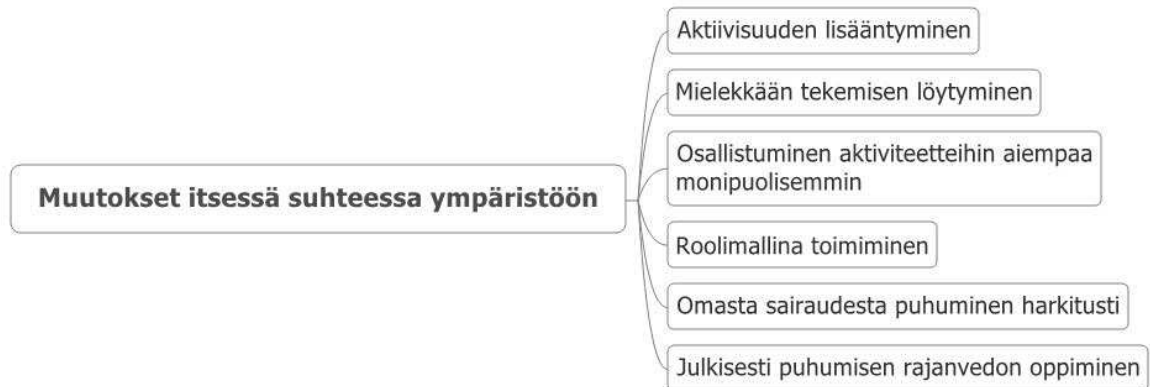 Aktiivisuuden lisääntyminen
Mielekkään tekemisen löytyminen
Osallistuminen aktiviteetteihin aiempaa
monipuolisemmin
Muutokset itsessä suhteessa ympäristöön
Roolimallina toimiminen
Omasta sairaudesta puhuminen harkitusti
Julkisesti puhumisen rajanvedon oppiminen